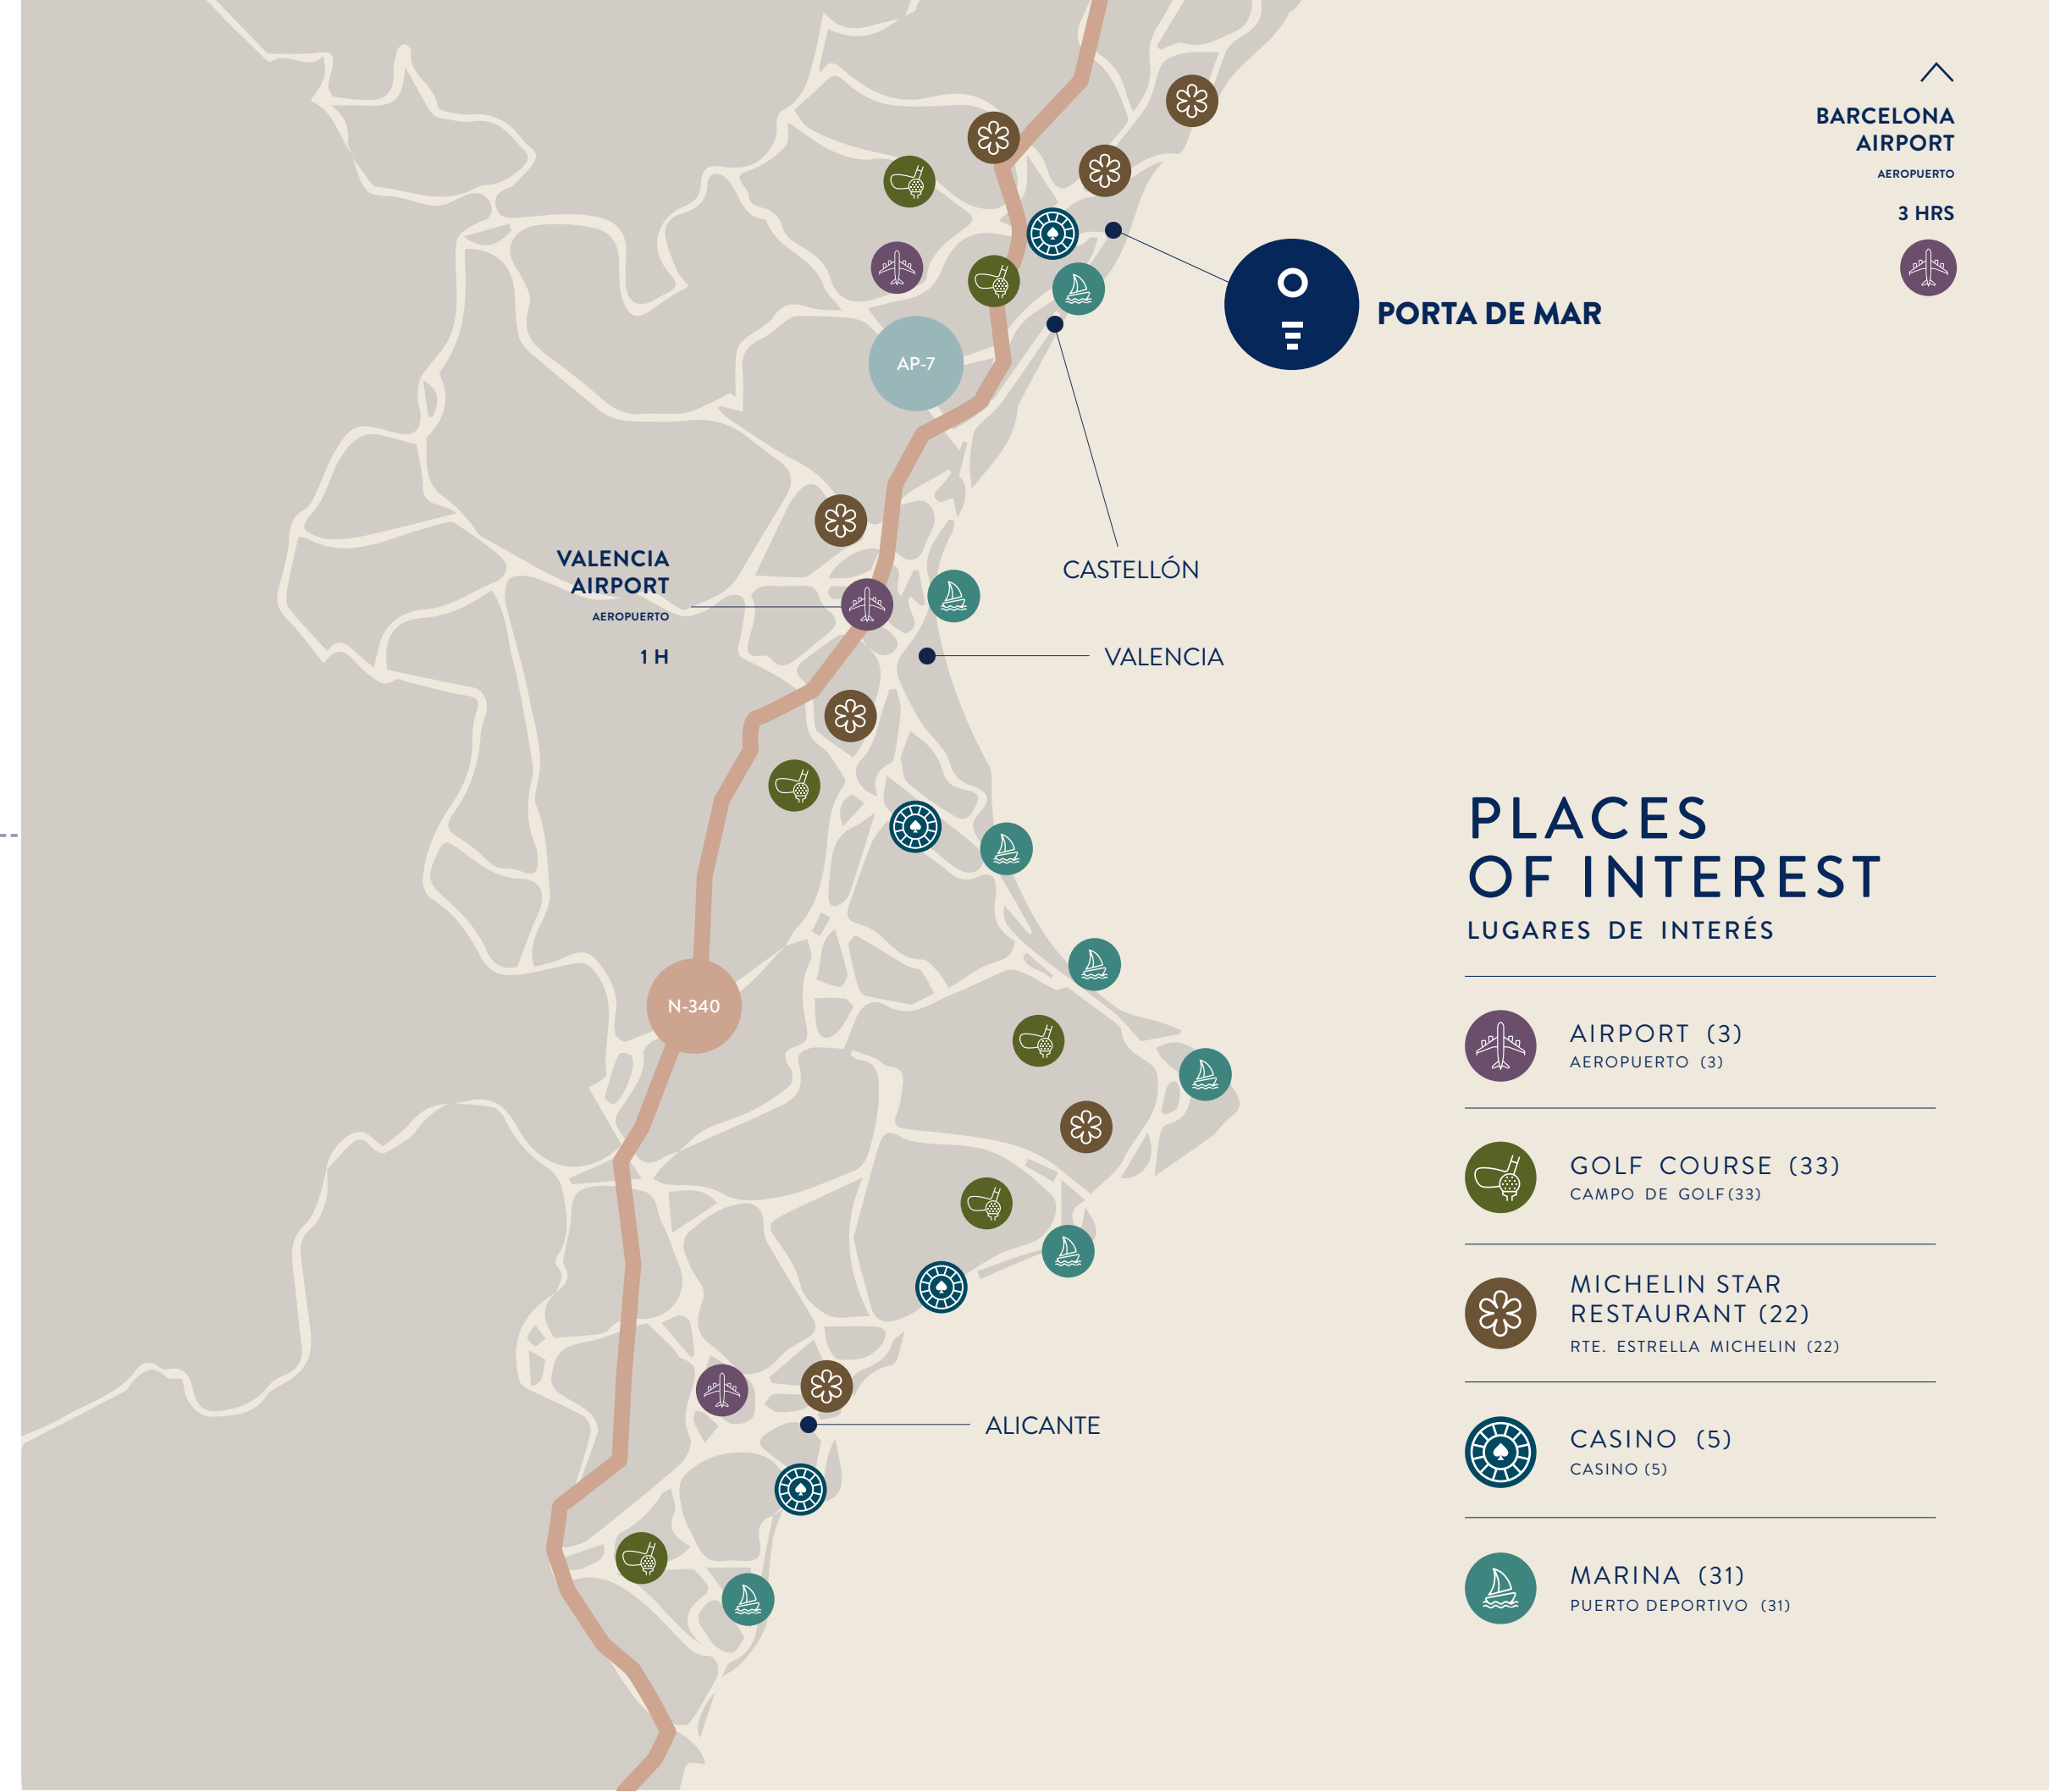 BARCELONA
AIRPORT
AEROPUERTO
3 HRS
PORTA DE MAR
AP-7
CASTELLÓN
VALENCIA
AIRPORT
AEROPUERTO
1 H
VALENCIA
N-340
ALICANTE
PLACES
OF INTEREST
LUGARES DE INTERÉS
AIRPORT (3)
AEROPUERTO (3)
GOLF COURSE (33)
CAMPO DE GOLF(33)
MICHELIN STAR
RESTAURANT (22)
RTE. ESTRELLA MICHELIN (22)
CASINO (5)
CASINO (5)
MARINA (31)
PUERTO DEPORTIVO (31)